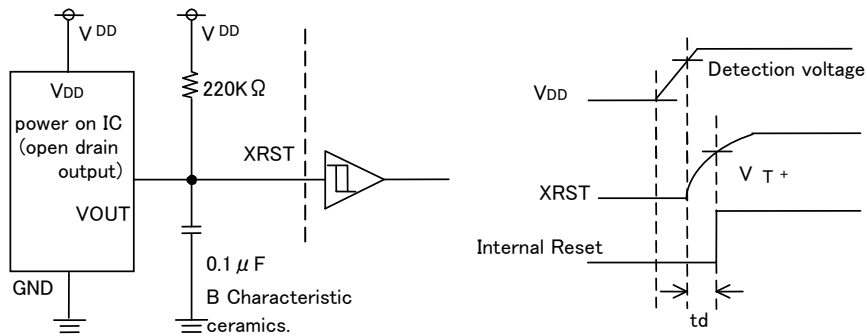 V DD
V DD
VDD
power on IC
(open drain
output)
VOUT
GND
220KΩ
XRST
0.1μF
B Characteristic
ceramics.
VDD
Detection voltage
XRST
V T+
Internal Reset
td